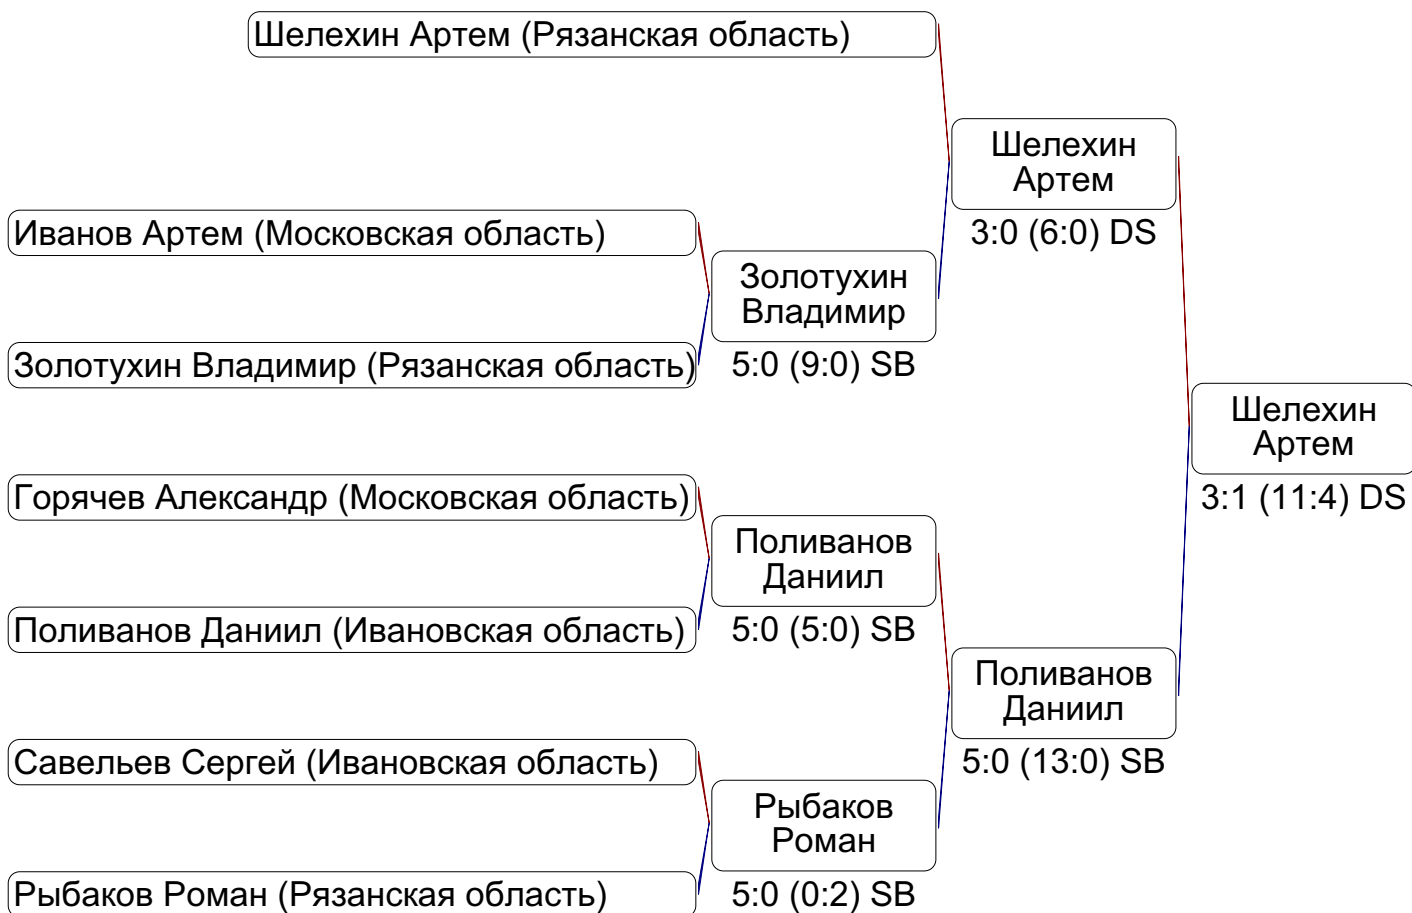 Шелехин Артем (Рязанская область)
Шелехин
Артем
3:0 (6:0) DS
Иванов Артем (Московская область)
Золотухин
Владимир
5:0 (9:0) SB
Золотухин Владимир (Рязанская область)
Шелехин
Артем
3:1 (11:4) DS
Горячев Александр (Московская область)
Поливанов
Даниил
5:0 (5:0) SB
Поливанов Даниил (Ивановская область)
Поливанов
Даниил
5:0 (13:0) SB
Савельев Сергей (Ивановская область)
Рыбаков
Роман
5:0 (0:2) SB
Рыбаков Роман (Рязанская область)